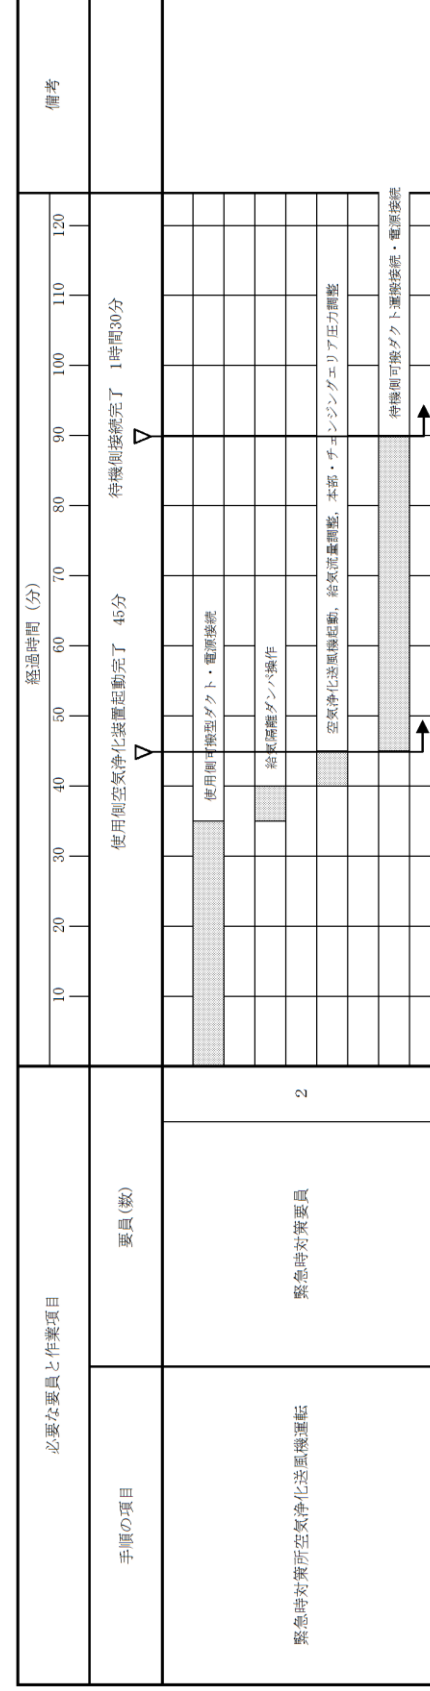 必要な要員と作業項目
経過時間（分）
備考
10 20 30 40 50 60 70 80 90 100 110 120
手順の項目
要員(数)
使用側空気浄化装置起動完了 45分
待機側接続完了 1時間30分
緊急時対策所空気浄化送風機運転
緊急時対策要員
2
使用側可搬型ダクト・電源接続
給気隔離ダンパ操作
空気浄化送風機起動，給気流量調整，本部・チェンジングエリア圧力調整
待機側可搬ダクト運搬接続・電源接続